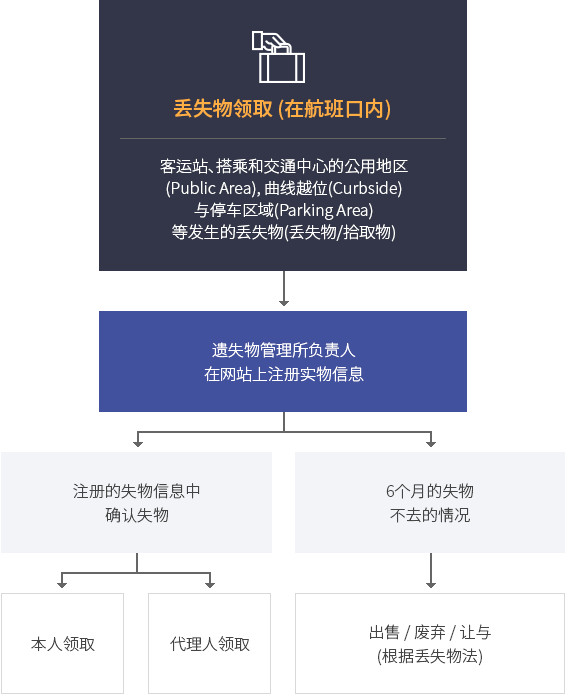 丢失物领取 (在航班口内)
客运站、搭乘和交通中心的公用地区
(Public Area), 曲线越位(Curbside)
与停车区域(Parking Area)
等发生的丢失物(丢失物/拾取物)
遗失物管理所负责人
在网站上注册实物信息
注册的失物信息中
确认失物
6个月的失物
不去的情况
本人领取
代理人领取
出售 / 废弃 / 让与
(根据丢失物法)